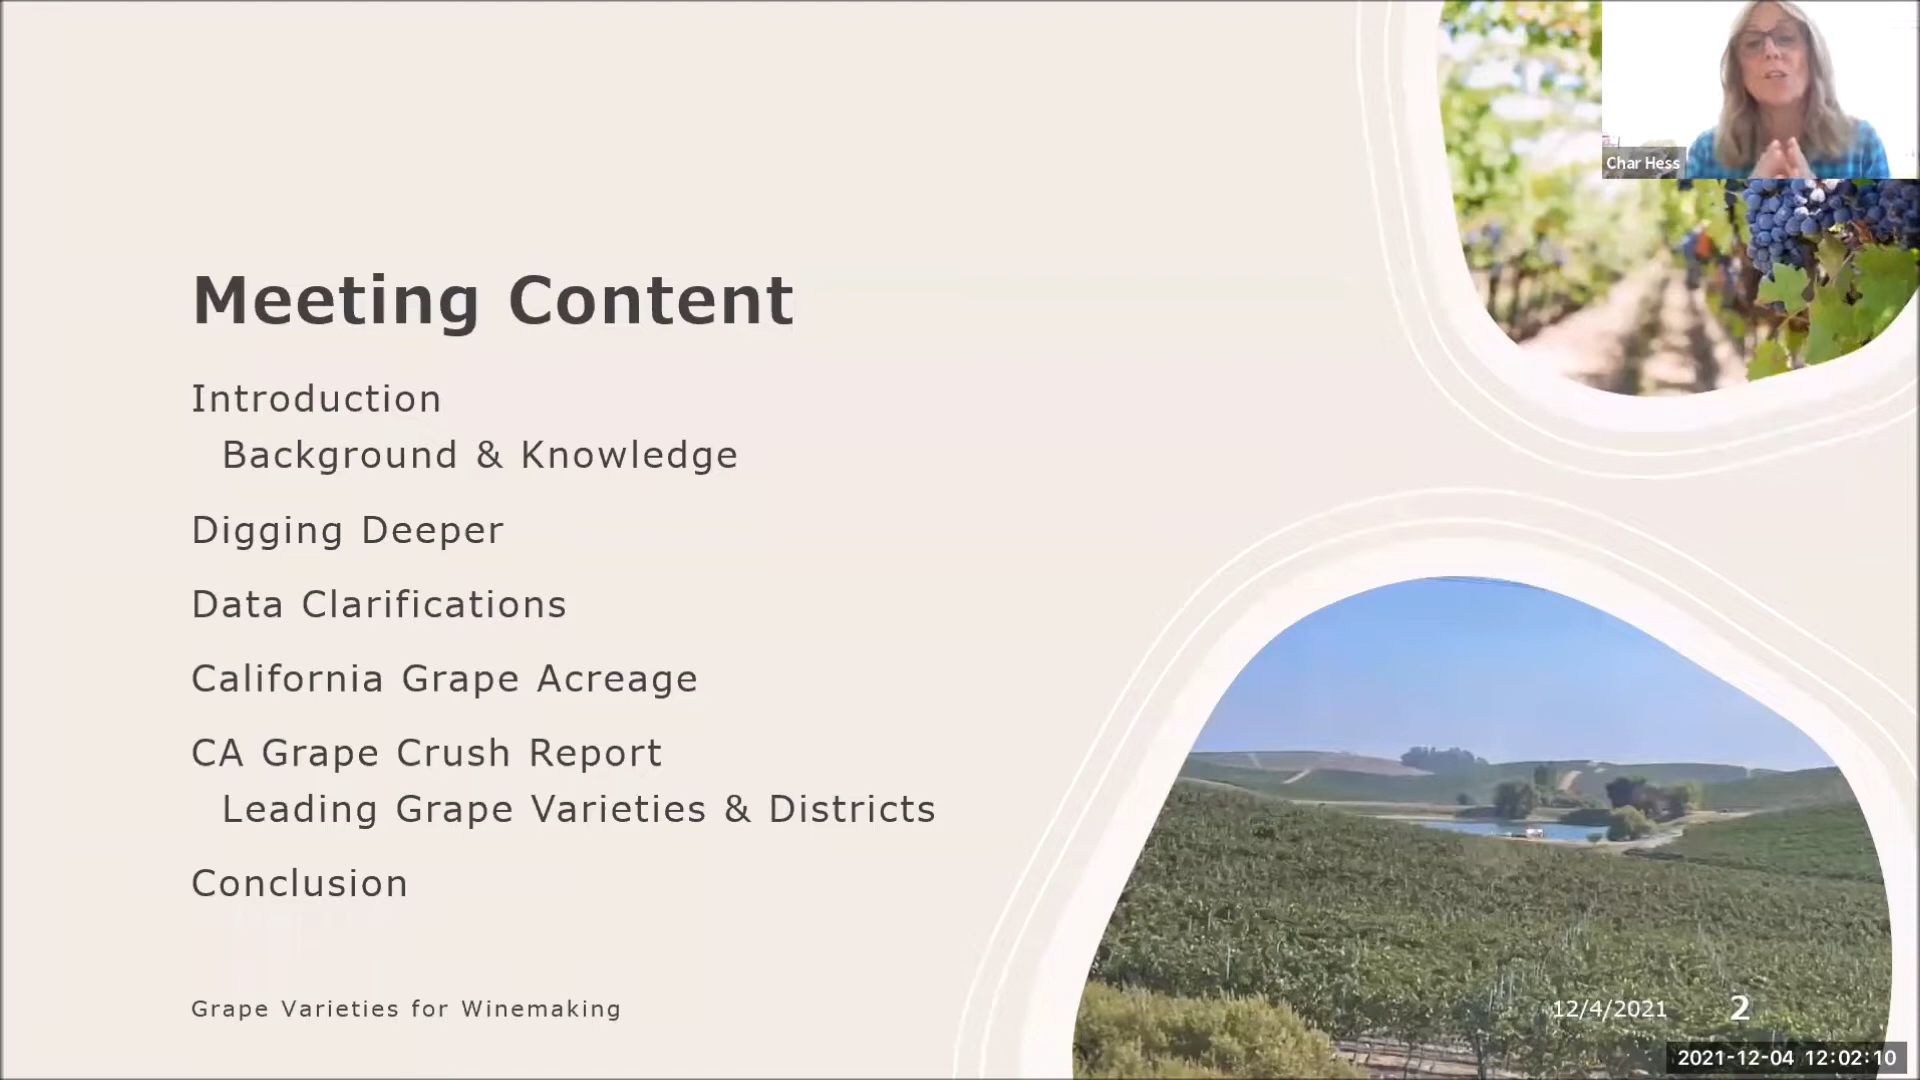 Char Hess
Meeting Content
Introduction
Background & Knowledge
Digging Deeper
Data Clarifications
California Grape Acreage
CA Grape Crush Report
Leading Grape Varieties & Districts
Conclusion
Grape Varieties for Winemaking
12/4/2021
2
2021-12-04 12:02:10